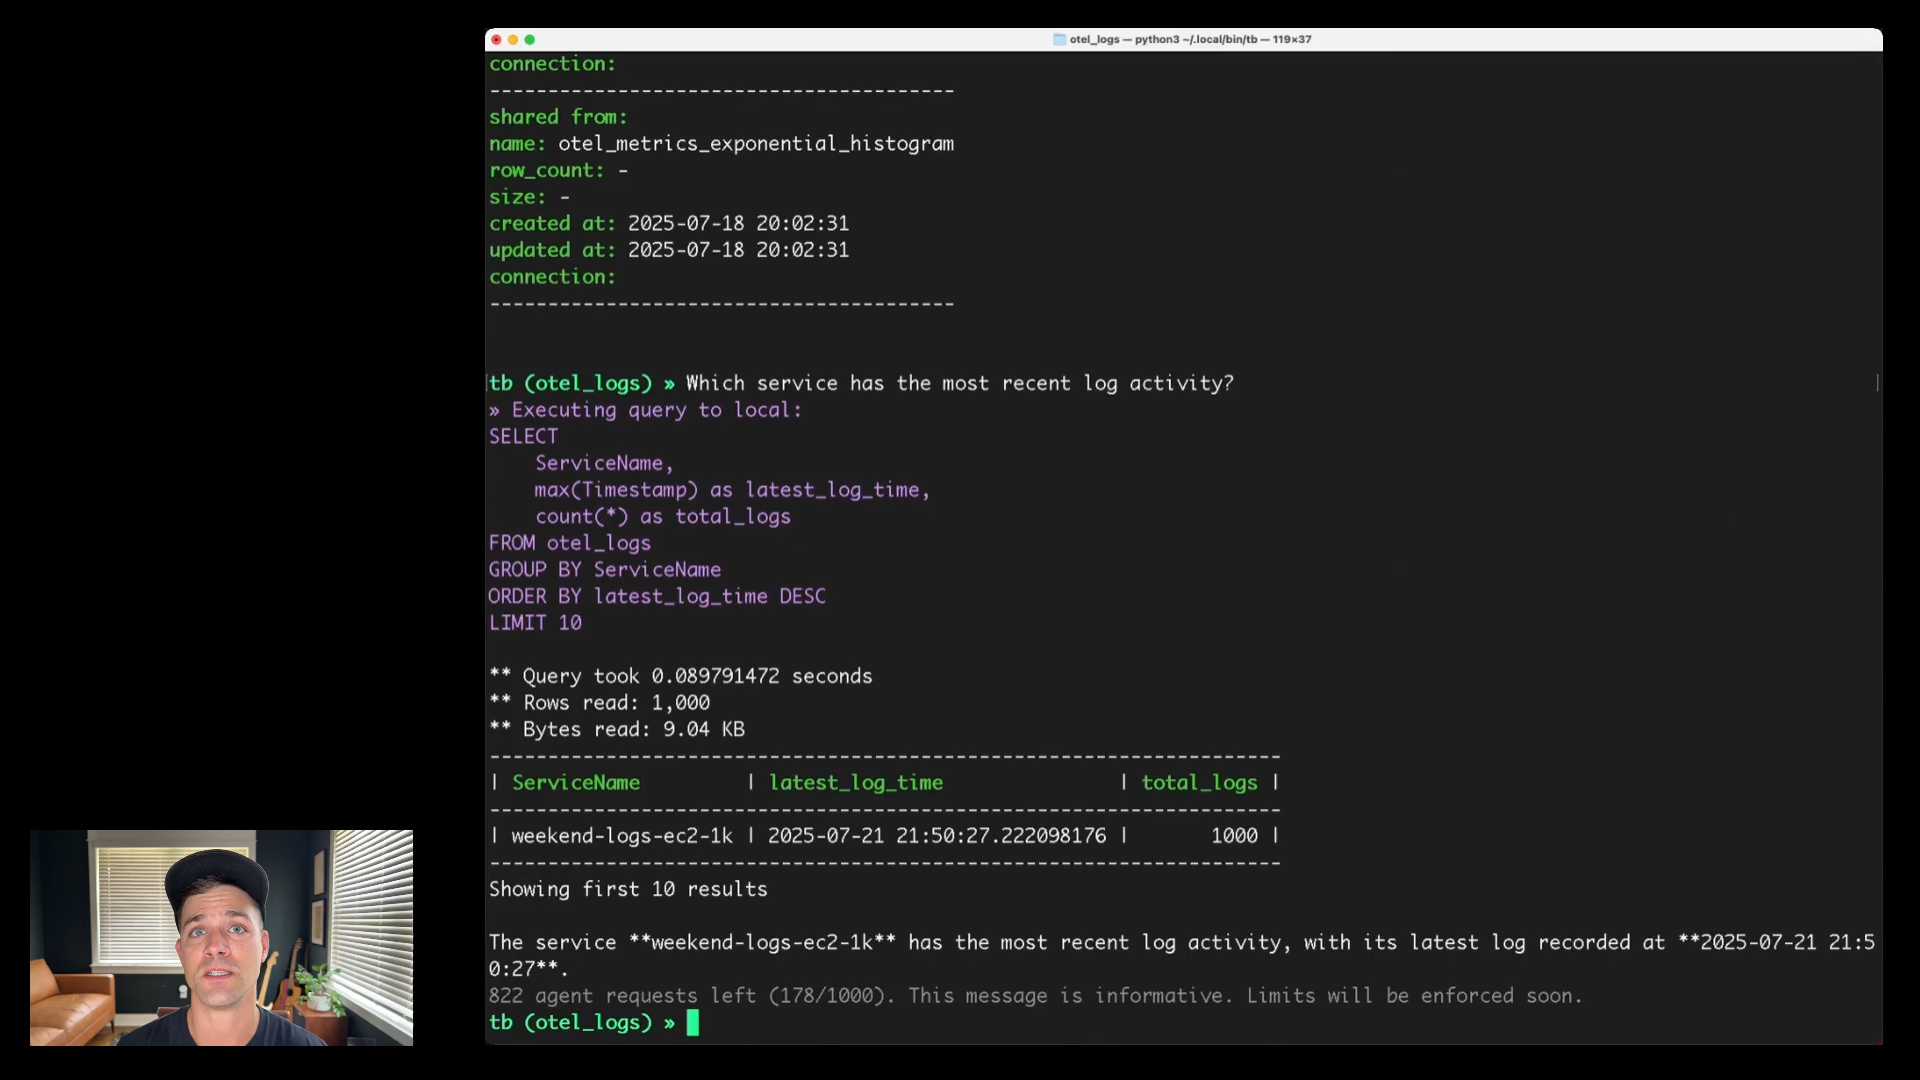 otel_logs — python3 ~/.local/bin/tb — 119×37
connection:
----------------------------------------
shared from:
name: otel_metrics_exponential_histogram
row_count: -
size: -
created at: 2025-07-18 20:02:31
updated at: 2025-07-18 20:02:31
connection:
----------------------------------------
tb (otel_logs) » Which service has the most recent log activity?
» Executing query to local:
SELECT
    ServiceName,
    max(Timestamp) as latest_log_time,
    count(*) as total_logs
FROM otel_logs
GROUP BY ServiceName
ORDER BY latest_log_time DESC
LIMIT 10
** Query took 0.089791472 seconds
** Rows read: 1,000
** Bytes read: 9.04 KB
--------------------------------------------------------------------
| ServiceName         | latest_log_time               | total_logs |
--------------------------------------------------------------------
| weekend-logs-ec2-1k | 2025-07-21 21:50:27.222098176 |       1000 |
--------------------------------------------------------------------
Showing first 10 results
The service **weekend-logs-ec2-1k** has the most recent log activity, with its latest log recorded at **2025-07-21 21:5
0:27**.
822 agent requests left (178/1000). This message is informative. Limits will be enforced soon.
tb (otel_logs) »